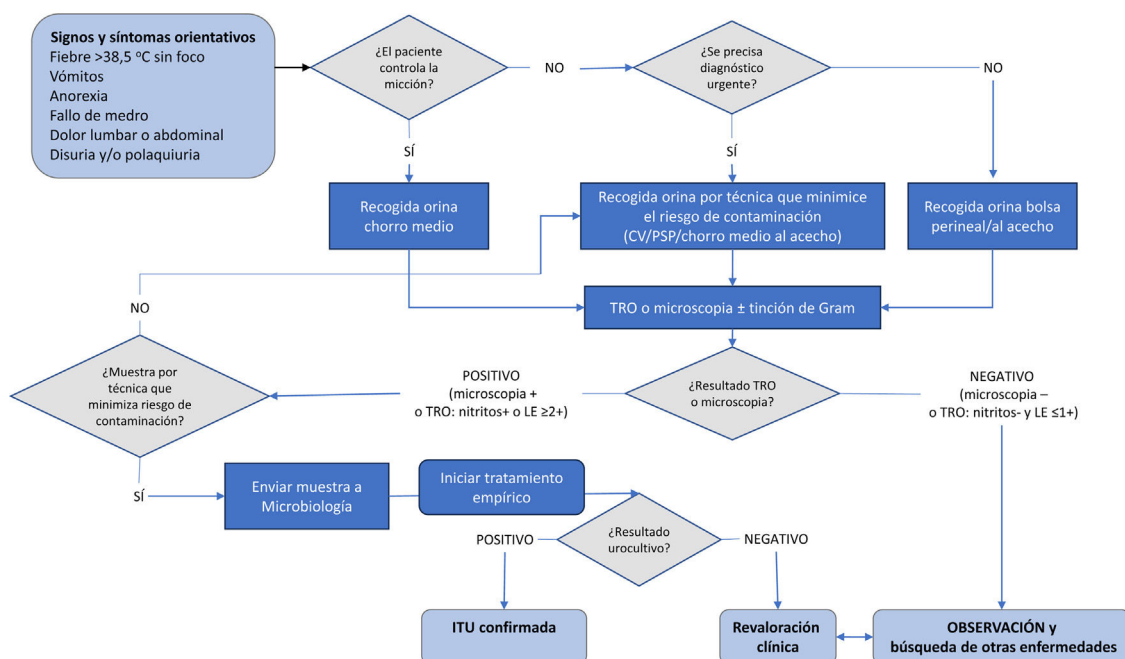 Signos y síntomas orientativos
Fiebre >38,5 ºC sin foco
Vómitos
Anorexia
Fallo de medro
Dolor lumbar o abdominal
Disuria y/o polaquiuria
¿El paciente
controla la
micción?
NO
¿Se precisa
diagnóstico
urgente?
NO
SÍ
SÍ
Recogida orina
chorro medio
Recogida orina por técnica que minimice
el riesgo de contaminación
(CV/PSP/chorro medio al acecho)
Recogida orina bolsa
perineal/al acecho
NO
TRO o microscopia ± tinción de Gram
¿Muestra por
técnica que
minimiza riesgo de
contaminación?
POSITIVO
(microscopia +
o TRO: nitritos+ o LE ≥2+)
¿Resultado TRO
o microscopia?
NEGATIVO
(microscopia –
o TRO: nitritos- y LE ≤1+)
SÍ
Enviar muestra a
Microbiología
Iniciar tratamiento
empírico
POSITIVO
¿Resultado
urocultivo?
NEGATIVO
ITU confirmada
Revaloración
clínica
OBSERVACIÓN y
búsqueda de otras enfermedades